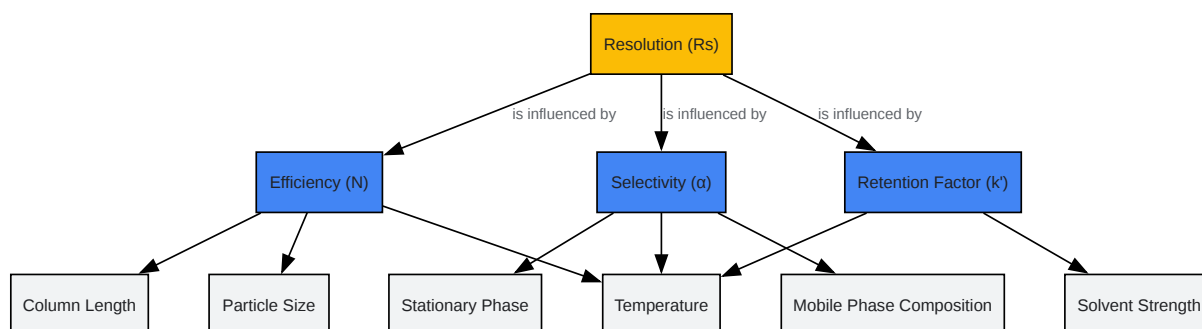 Resolution (Rs)
is influenced by
is influenced by
is influenced by
Efficiency (N)
Selectivity (α)
Retention Factor (k')
Column Length
Particle Size
Stationary Phase
Temperature
Mobile Phase Composition
Solvent Strength